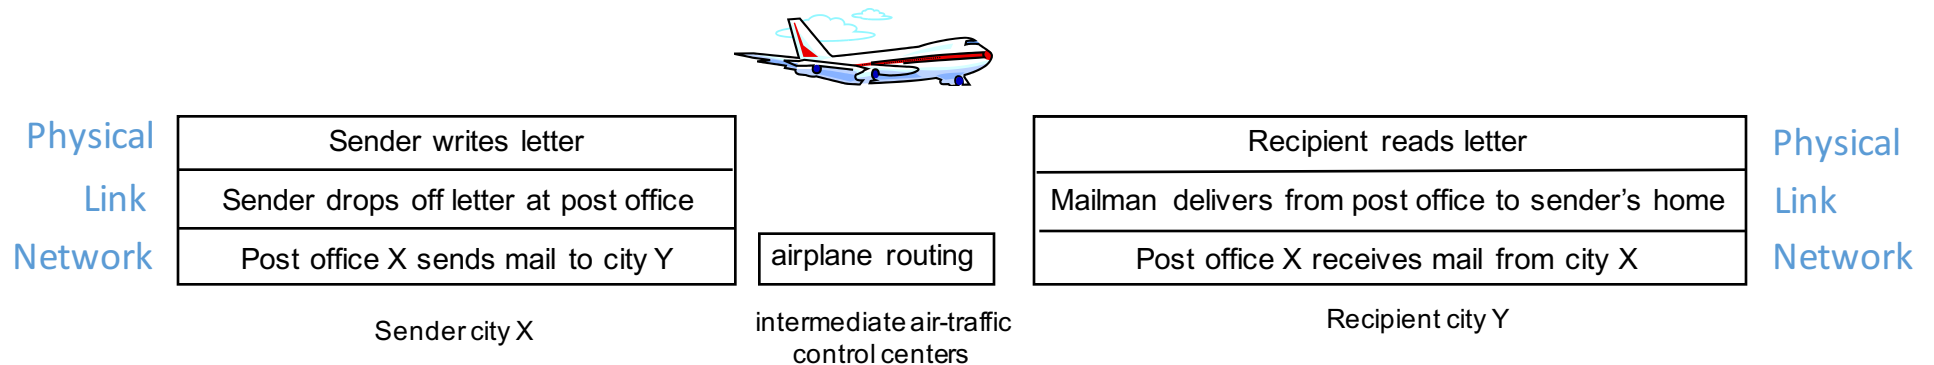 Physical
Sender writes letter
Recipient reads letter
Physical
Link
Sender drops off letter at post office
Mailman delivers from post office to sender's home
Link
Network
Post office X sends mail to city Y
airplane routing
Post office X receives mail from city X
Network
Sender city X
intermediate air-traffic
control centers
Recipient city Y